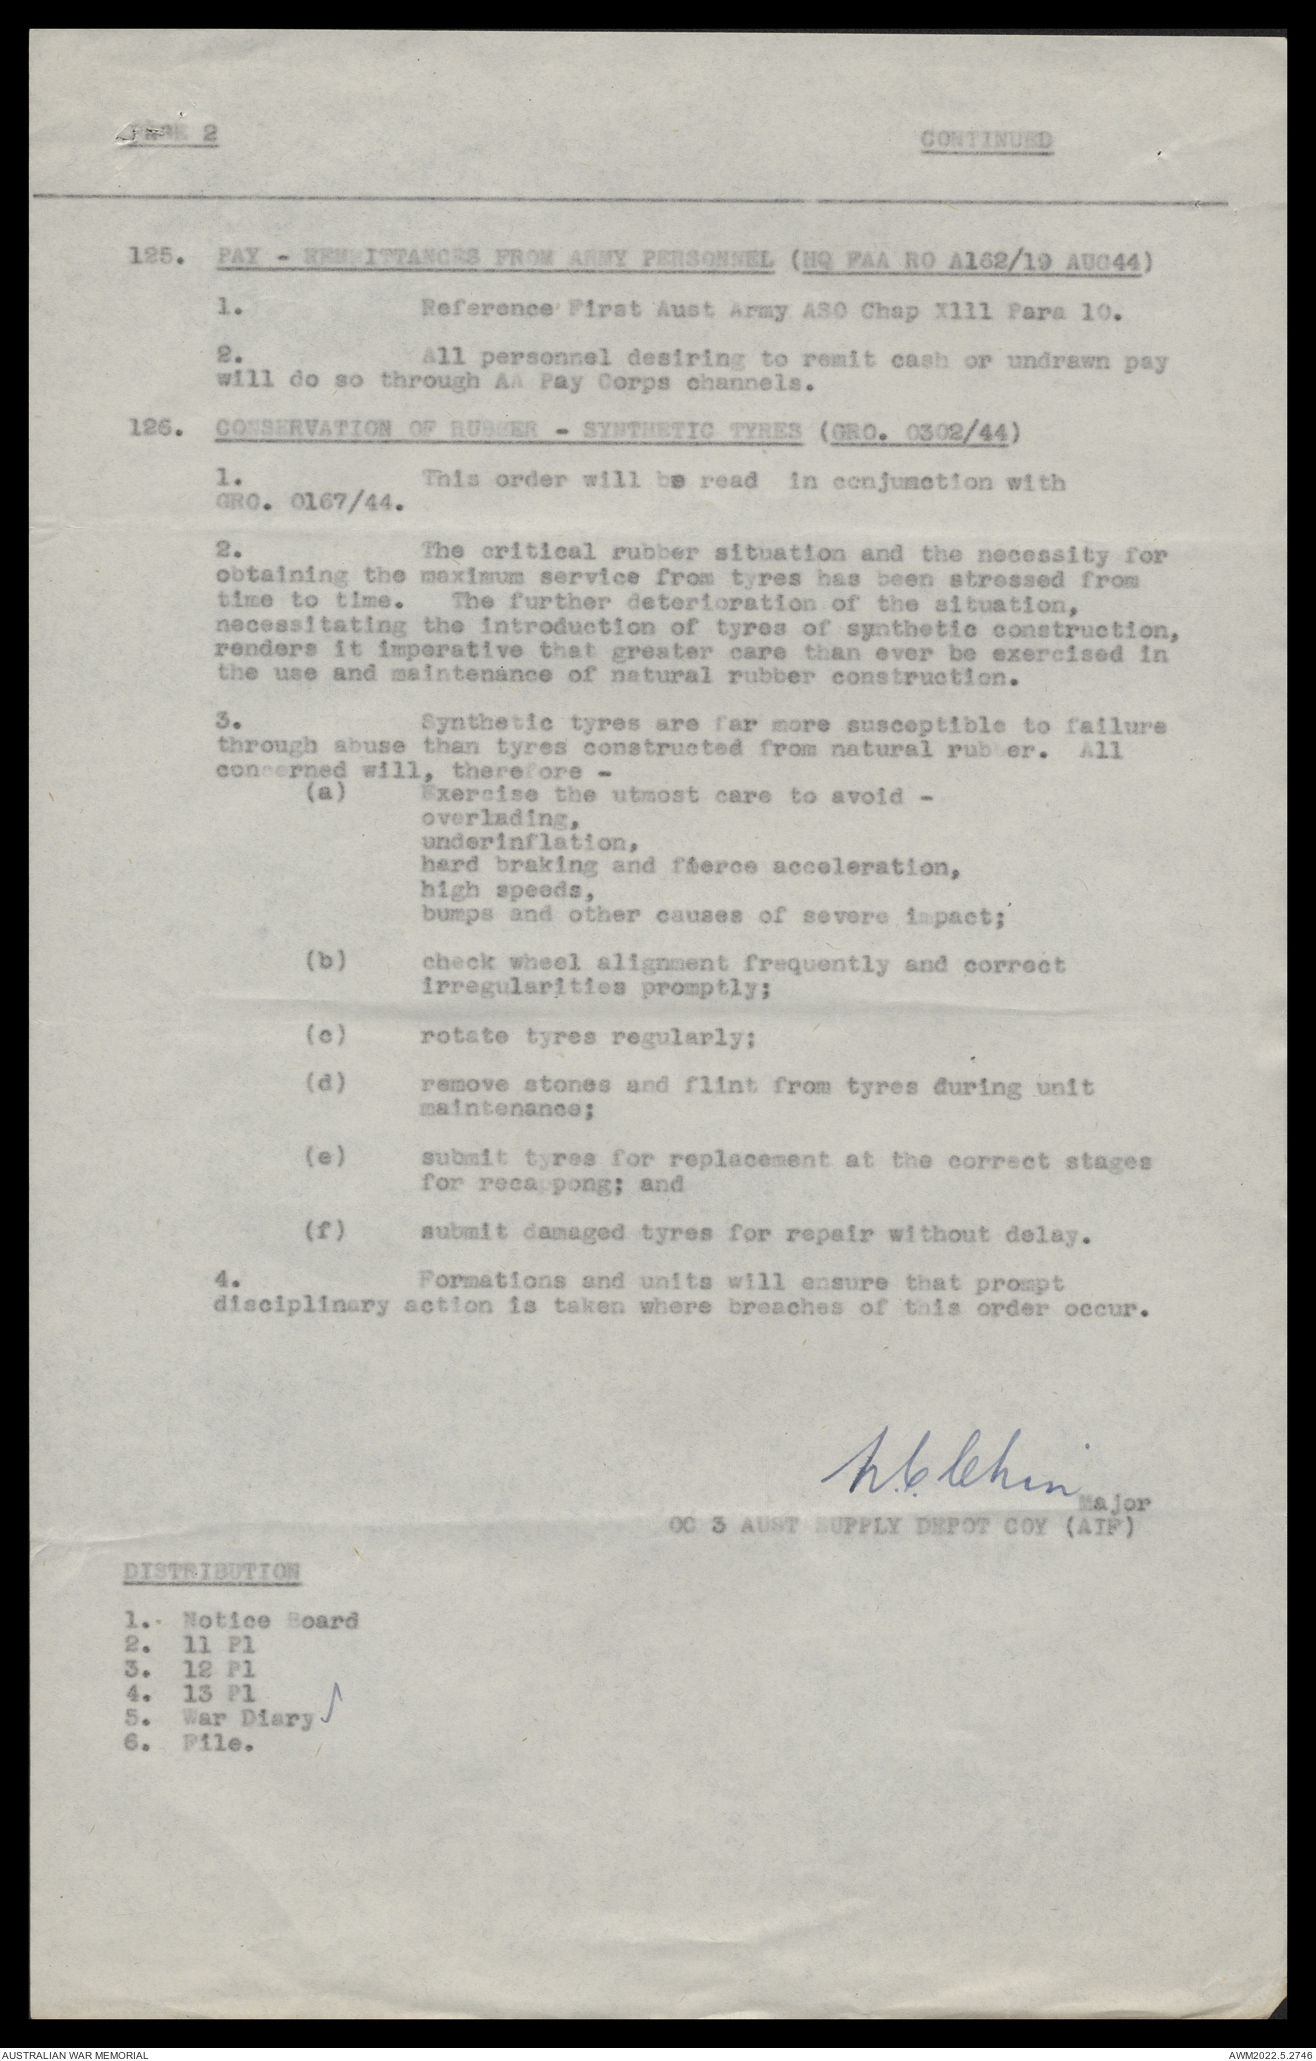 PAGE 2 CONTINUED
125. PAY - REMMITTANCES FROM ARMY PERSONNEL (HQ FAA RO A162/19 AUG44)
1. Reference First Aust Army ASO Chap X111 Para 10.
2. All personnel desiring to remit cash or undrawn pay
will do so through AA Pay Corps channels.
126. CONSERVATION OF RUBBER - SYNTHETIC TYRES (GRO. 0302/44)
1. This order will be read in conjunction with
GRO. 0167/44.
2. The critical rubber situation and the necessity for
obtaining the maximum service from tyres has been stressed from
time to time. The further deterioration of the situation,
necessitating the introduction of tyres of synthetic construction,
renders it imperative that greater care than ever be exercised in
the use and maintenance of natural rubber construction.
3. Synthetic tyres are far more susceptible to failure
through abuse than tyres constructed from natural rubber. All
concerned will, therefore -
(a) Exercise the utmost care to avoid -
overlading,
underinflation,
hard braking and fierce acceleration,
high speeds,
bumps and other causes of severe impact;
(b) check wheel alignment frequently and correct
irregularities promptly;
(c) rotate tyres regularly;
(d) remove stones and flint from tyres during unit
maintenance;
(e) submit tyres for replacement at the correct stages
for recappong; and
(f) submit damaged tyres for repair without delay.
4. Formations and units will ensure that prompt
disciplinary action is taken where breaches of this order occur.
Major
OC 3 AUST SUPPLY DEPOT COY (AIF)
DISTRIBUTION
1. Notice Board
2. 11 Pl
3. 12 Pl
4. 13 Pl
5. War Diary
6. File.
AUSTRALIAN WAR MEMORIAL AWM2022.5.2746